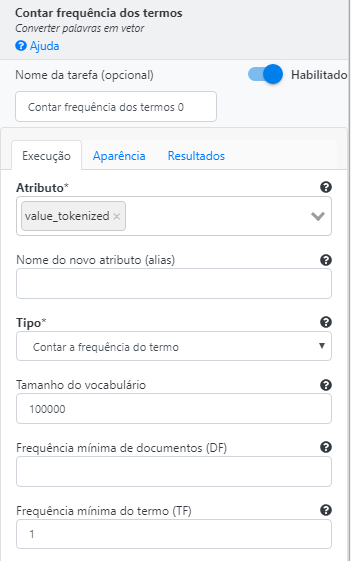 Contar frequência dos termos
Converter palavras em vetor
Ajuda
Nome da tarefa (opcional)
Habilitado
Contar frequência dos termos 0
Execução Aparência Resultados
Atributo*
value_tokenized ×
Nome do novo atributo (alias)
Tipo*
Contar a frequência do termo
Tamanho do vocabulário
100000
Frequência mínima de documentos (DF)
Frequência mínima do termo (TF)
1